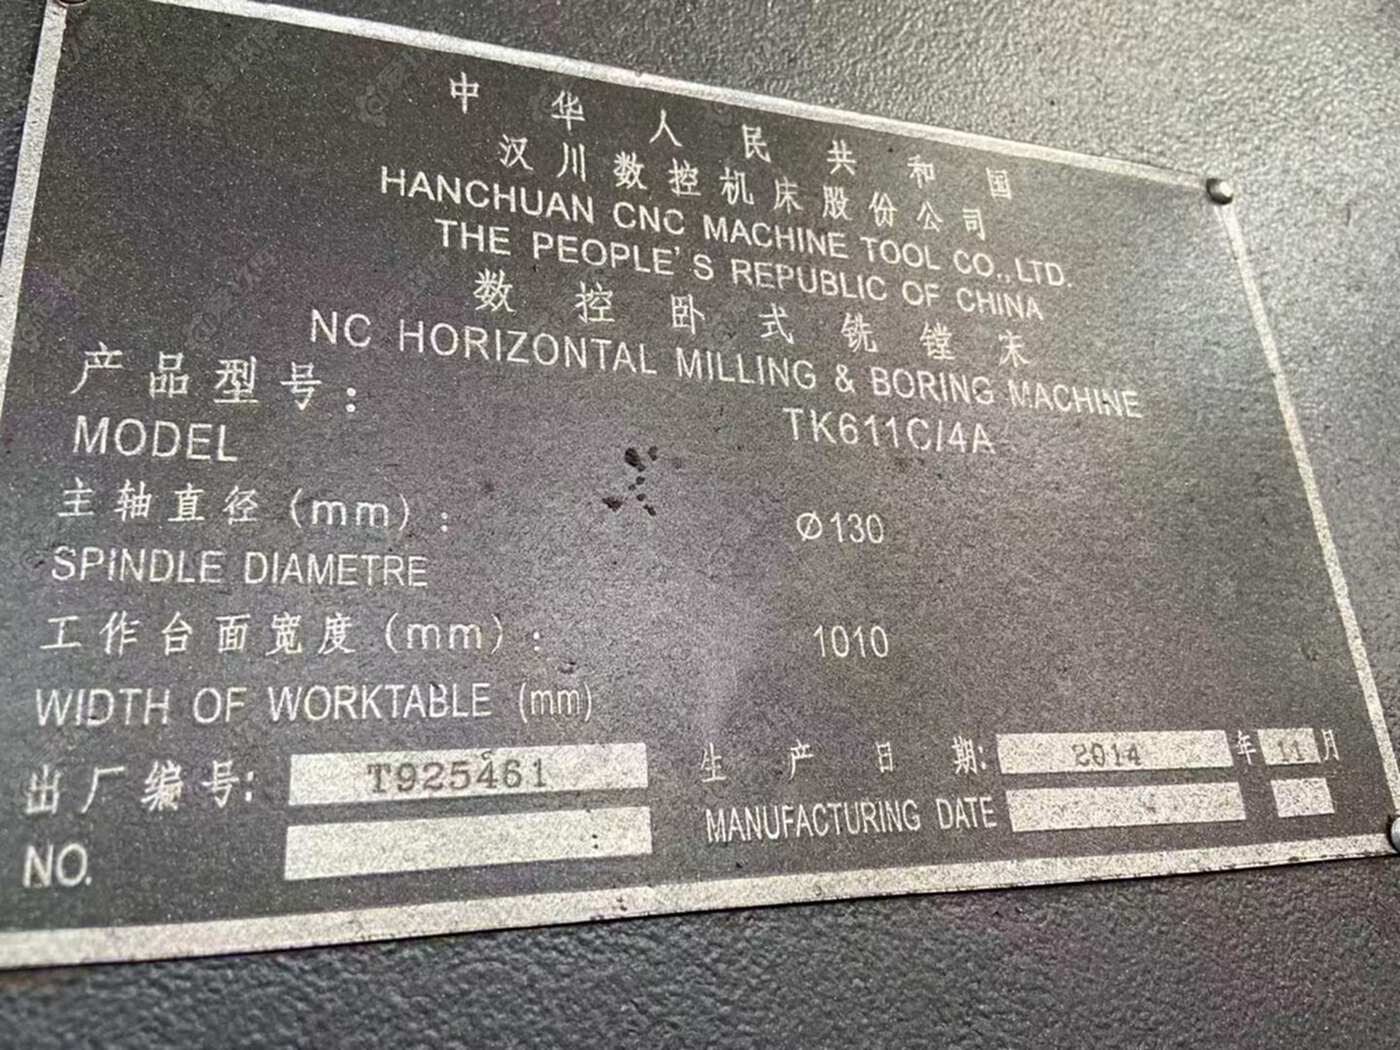 中华人民共和国
汉川数控机床股份公司
HANCHUAN CNC MACHINE TOOL CO.,LTD.
THE PEOPLE'S REPUBLIC OF CHINA
数控卧式铣镗床
NC HORIZONTAL MILLING & BORING MACHINE
产品型号:
MODEL TK611C/4A
主轴直径(mm): Ø130
SPINDLE DIAMETRE
工作台面宽度(mm): 1010
WIDTH OF WORKTABLE (mm)
出厂编号: T925461 生产日期: 2014 年 11 月
NO. MANUFACTURING DATE